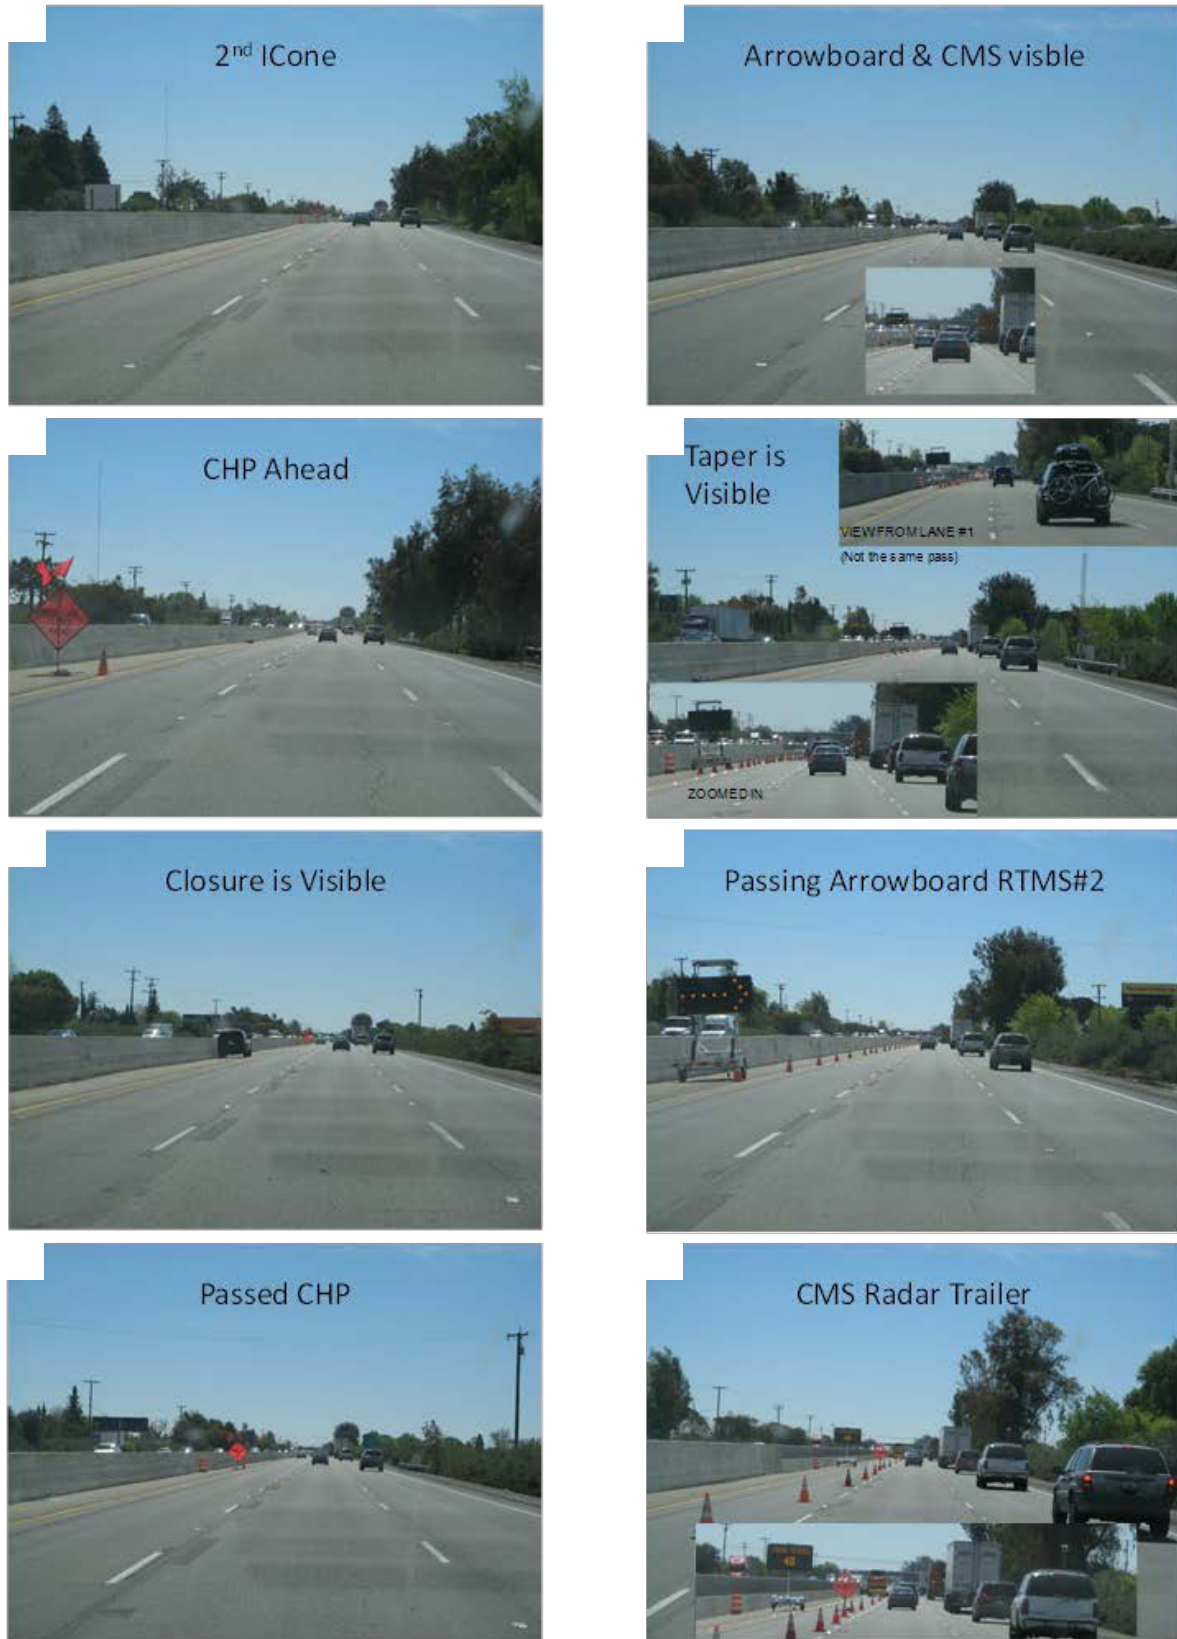 2nd ICone
Arrowboard & CMS visble
CHP Ahead
Taper is
Visible
VIEW FROM LANE #1
(Not the same pass)
ZOOMED IN
Closure is Visible
Passing Arrowboard RTMS#2
Passed CHP
CMS Radar Trailer
48